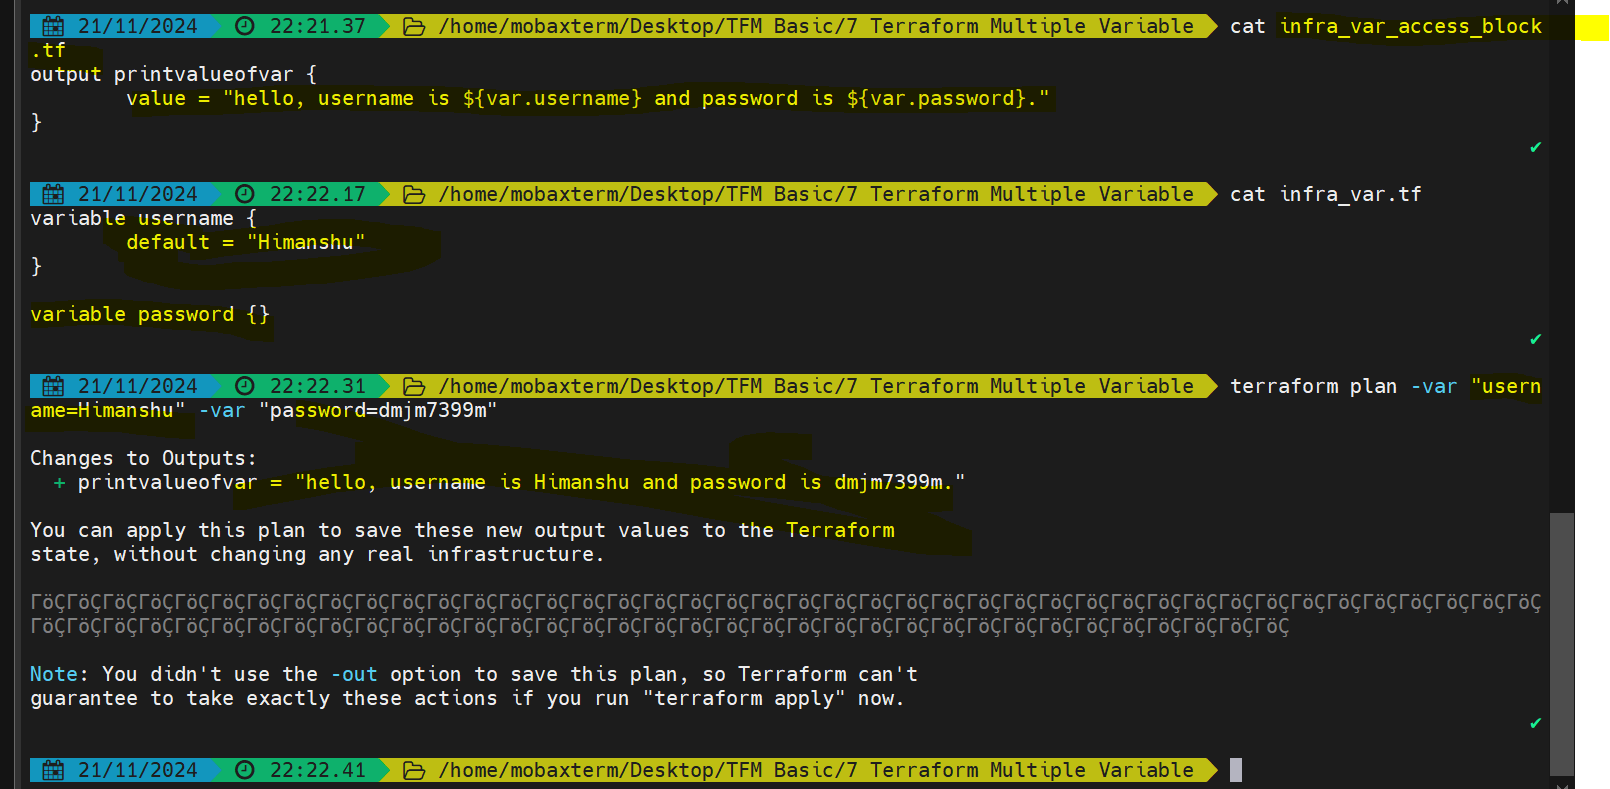 21/11/2024 22:21.37 /home/mobaxterm/Desktop/TFM Basic/7 Terraform Multiple Variable cat infra_var_access_block
.tf
output printvalueofvar {
value = "hello, username is ${var.username} and password is ${var.password}."
}
✔
21/11/2024 22:22.17 /home/mobaxterm/Desktop/TFM Basic/7 Terraform Multiple Variable cat infra_var.tf
variable username {
default = "Himanshu"
}
variable password {}
✔
21/11/2024 22:22.31 /home/mobaxterm/Desktop/TFM Basic/7 Terraform Multiple Variable terraform plan -var "usern
ame=Himanshu" -var "password=dmjm7399m"
Changes to Outputs:
+ printvalueofvar = "hello, username is Himanshu and password is dmjm7399m."
You can apply this plan to save these new output values to the Terraform
state, without changing any real infrastructure.
ΓöÇΓöÇΓöÇΓöÇΓöÇΓöÇΓöÇΓöÇΓöÇΓöÇΓöÇΓöÇΓöÇΓöÇΓöÇΓöÇΓöÇΓöÇΓöÇΓöÇΓöÇΓöÇΓöÇΓöÇΓöÇΓöÇΓöÇΓöÇΓöÇΓöÇΓöÇΓöÇΓöÇΓöÇΓöÇΓöÇΓöÇΓöÇΓöÇΓöÇΓöÇΓöÇ
ΓöÇΓöÇΓöÇΓöÇΓöÇΓöÇΓöÇΓöÇΓöÇΓöÇΓöÇΓöÇΓöÇΓöÇΓöÇΓöÇΓöÇΓöÇΓöÇΓöÇΓöÇΓöÇΓöÇΓöÇΓöÇΓöÇΓöÇΓöÇΓöÇΓöÇΓöÇΓöÇΓöÇΓöÇΓöÇ
Note: You didn't use the -out option to save this plan, so Terraform can't
guarantee to take exactly these actions if you run "terraform apply" now.
✔
21/11/2024 22:22.41 /home/mobaxterm/Desktop/TFM Basic/7 Terraform Multiple Variable